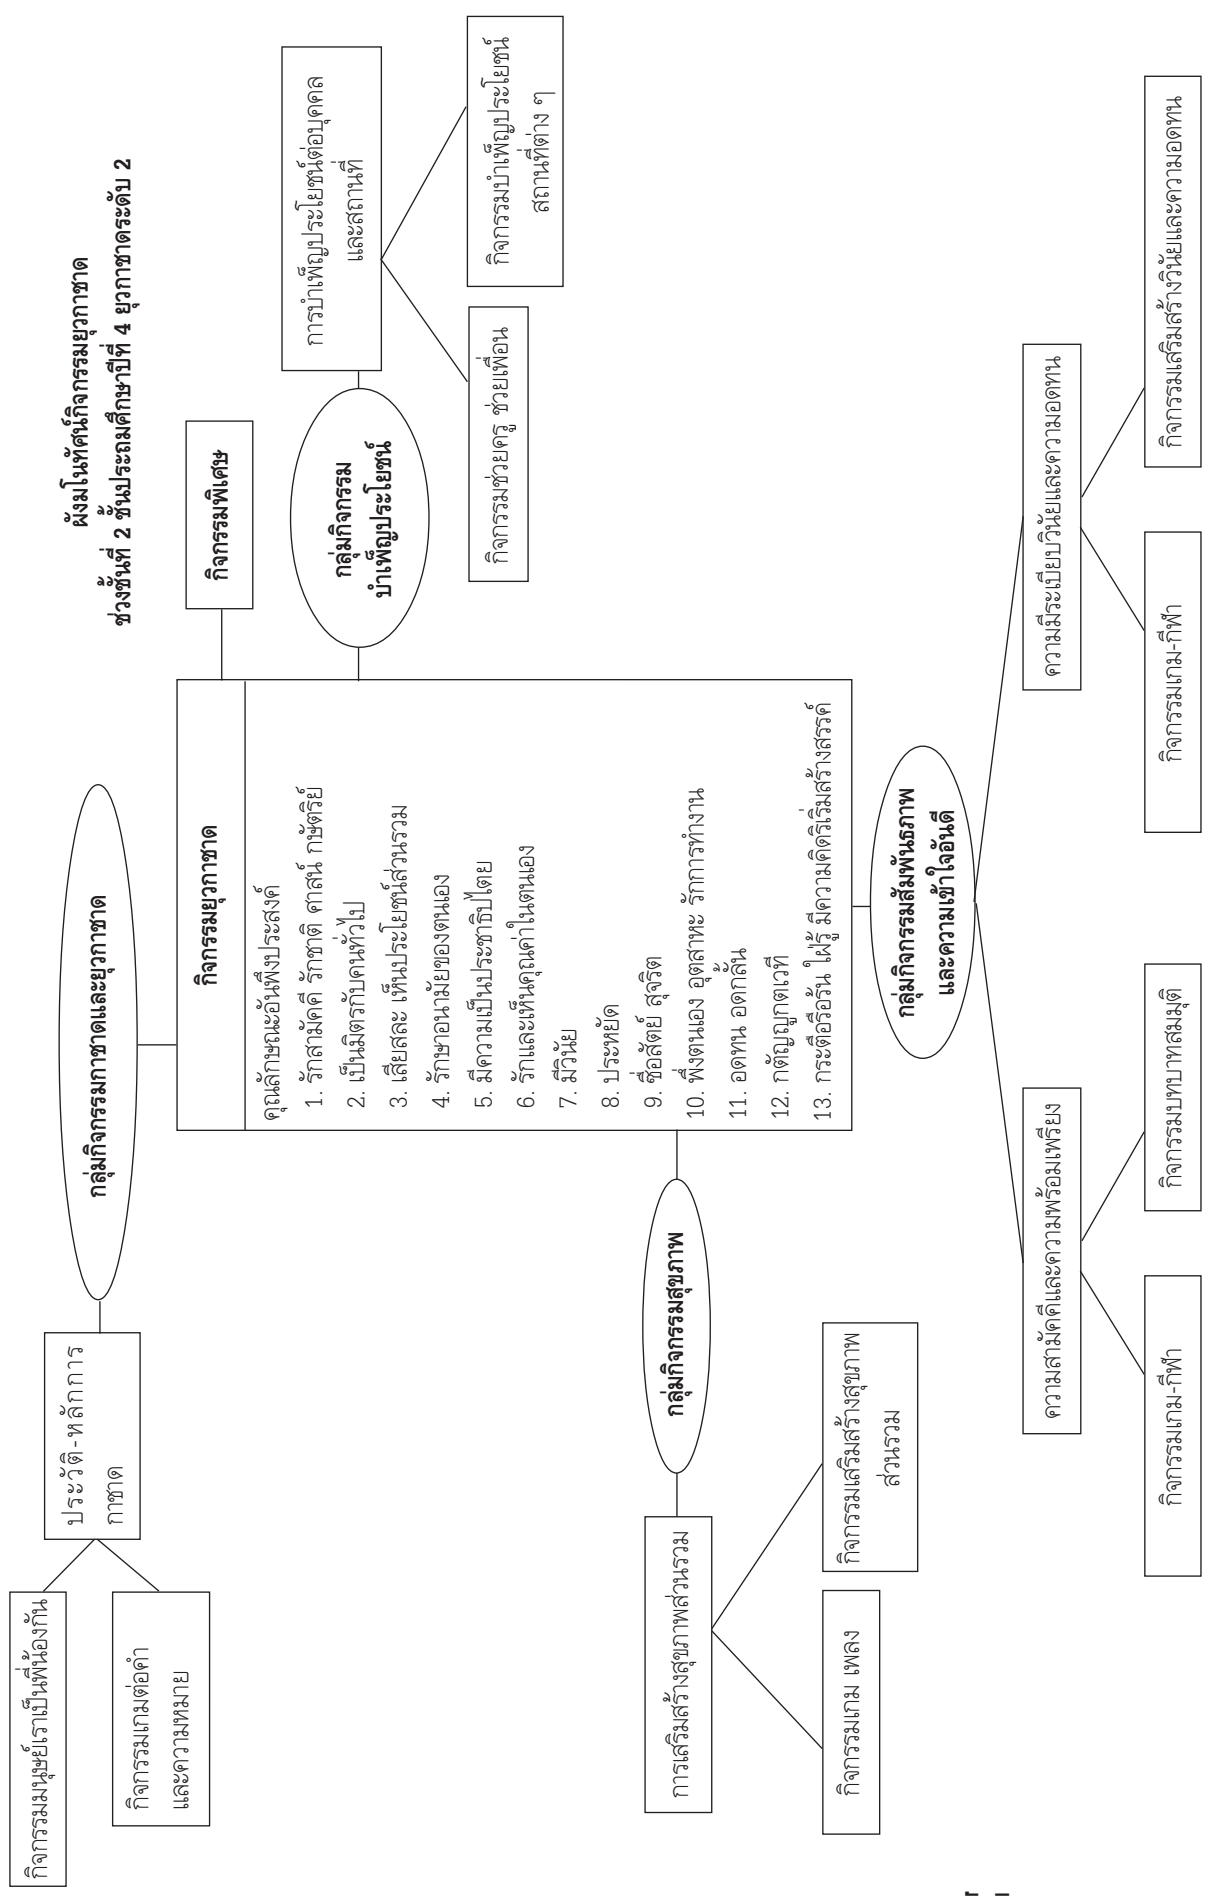 ผังมโนทัศน์กิจกรรมยุวกาชาด
ช่วงชั้นที่ 2 ชั้นประถมศึกษาปีที่ 4 ยุวกาชาดระดับ 2
กลุ่มกิจกรรมกาชาดและยุวกาชาด
ประวัติ-หลักการ
กาชาด
กิจกรรมมนุษย์เราเป็นพี่น้องกัน
กิจกรรมเกมต่อคำ
และความหมาย
กิจกรรมพิเศษ
กิจกรรมยุวกาชาด
คุณลักษณะอันพึงประสงค์
1. รักสามัคคี รักชาติ ศาสน์ กษัตริย์
2. เป็นมิตรกับคนทั่วไป
3. เสียสละ เห็นประโยชน์ส่วนรวม
4. รักษาอนามัยของตนเอง
5. มีความเป็นประชาธิปไตย
6. รักและเห็นคุณค่าในตนเอง
7. มีวินัย
8. ประหยัด
9. ซื่อสัตย์ สุจริต
10. พึ่งตนเอง อุตสาหะ รักการทำงาน
11. อดทน อดกลั้น
12. กตัญญูกตเวที
13. กระตือรือร้น ใฝ่รู้ มีความคิดริเริ่มสร้างสรรค์
กลุ่มกิจกรรม
บำเพ็ญประโยชน์
การบำเพ็ญประโยชน์ต่อบุคคล
และสถานที่
กิจกรรมช่วยครู ช่วยเพื่อน
กิจกรรมบำเพ็ญประโยชน์
สถานที่ต่าง ๆ
กลุ่มกิจกรรมสุขภาพ
การเสริมสร้างสุขภาพส่วนรวม
กิจกรรมเกม เพลง
กิจกรรมเสริมสร้างสุขภาพ
ส่วนรวม
กลุ่มกิจกรรมสัมพันธภาพ
และความเข้าใจอันดี
ความสามัคคีและความพร้อมเพรียง
กิจกรรมเกม-กีฬา
กิจกรรมบทบาทสมมุติ
ความมีระเบียบวินัยและความอดทน
กิจกรรมเกม-กีฬา
กิจกรรมเสริมสร้างวินัยและความอดทน